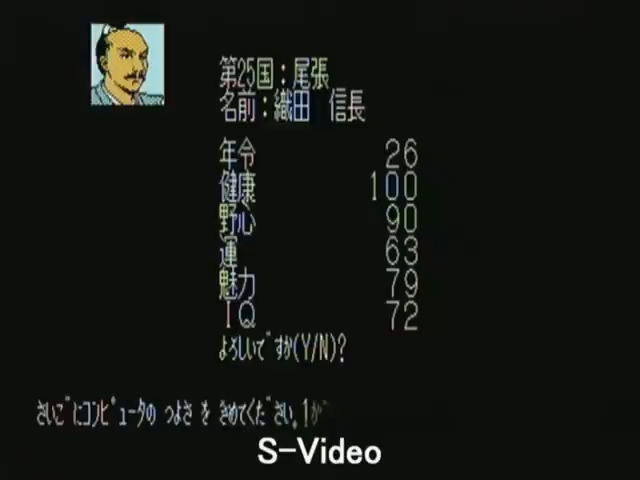 第25国：尾張
名前：織田 信長
年令 26
健康 100
野心 90
運 63
魅力 79
IQ 72
よろしいですか(Y/N)?
さいごにコンピュータの つよさ を きめてください。1か
S-Video